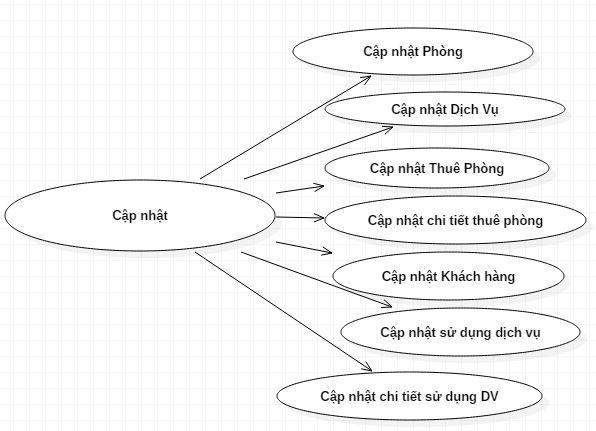 Cập nhật Phòng
Cập nhật Dịch Vụ
Cập nhật Thuê Phòng
Cập nhật
Cập nhật chi tiết thuê phòng
Cập nhật Khách hàng
Cập nhật sử dụng dịch vụ
Cập nhật chi tiết sử dụng DV